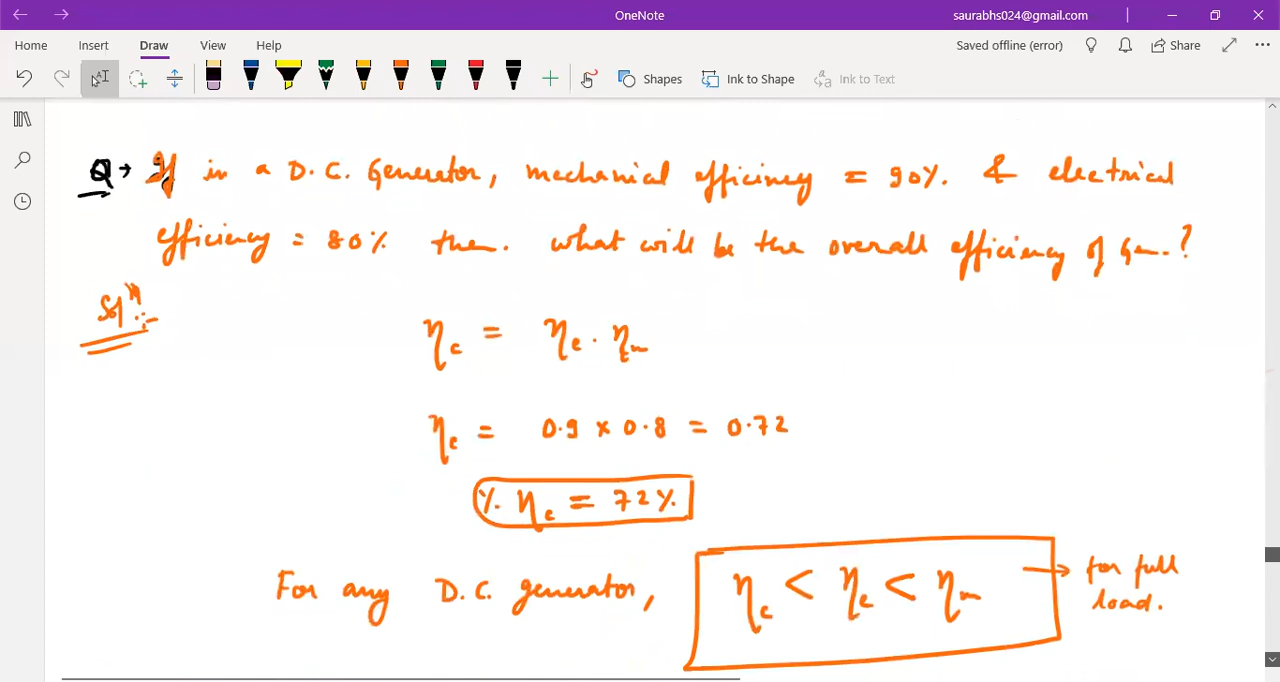 OneNote
saurabhs024@gmail.com
Home Insert Draw View Help
Saved offline (error) Share
Shapes Ink to Shape Ink to Text
Q → If in a D.C. Generator, mechanical efficiency = 90%. & electrical
efficiency = 80% then. what will be the overall efficiency of Gen.?
Solⁿ :-
ηc = ηe . ηm
ηc = 0.9 × 0.8 = 0.72
%. ηc = 72%.
For any D.C. generator, ηc < ηe < ηm → for full
load.